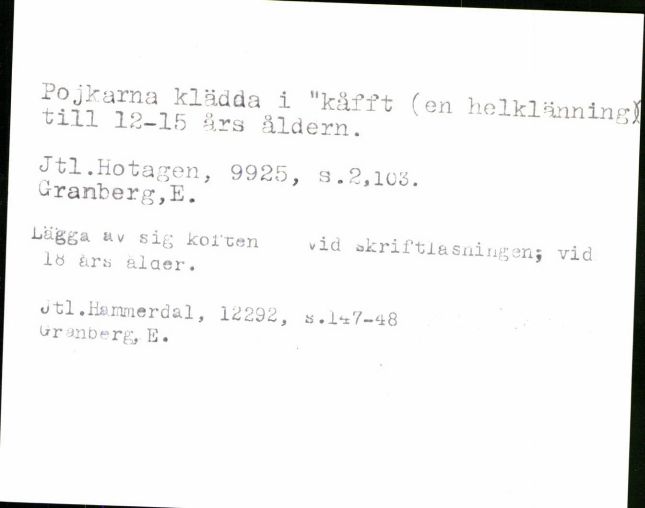 Pojkarna klädda i "kåfft (en helklänning)
till 12-15 års åldern.
Jtl.Hotagen, 9925, s.2,103.
Granberg,E.
Lägga av sig koften vid skriftläsningen; vid
18 års ålder.
Jtl.Hammerdal, 12292, s.147-48
Granberg, E.